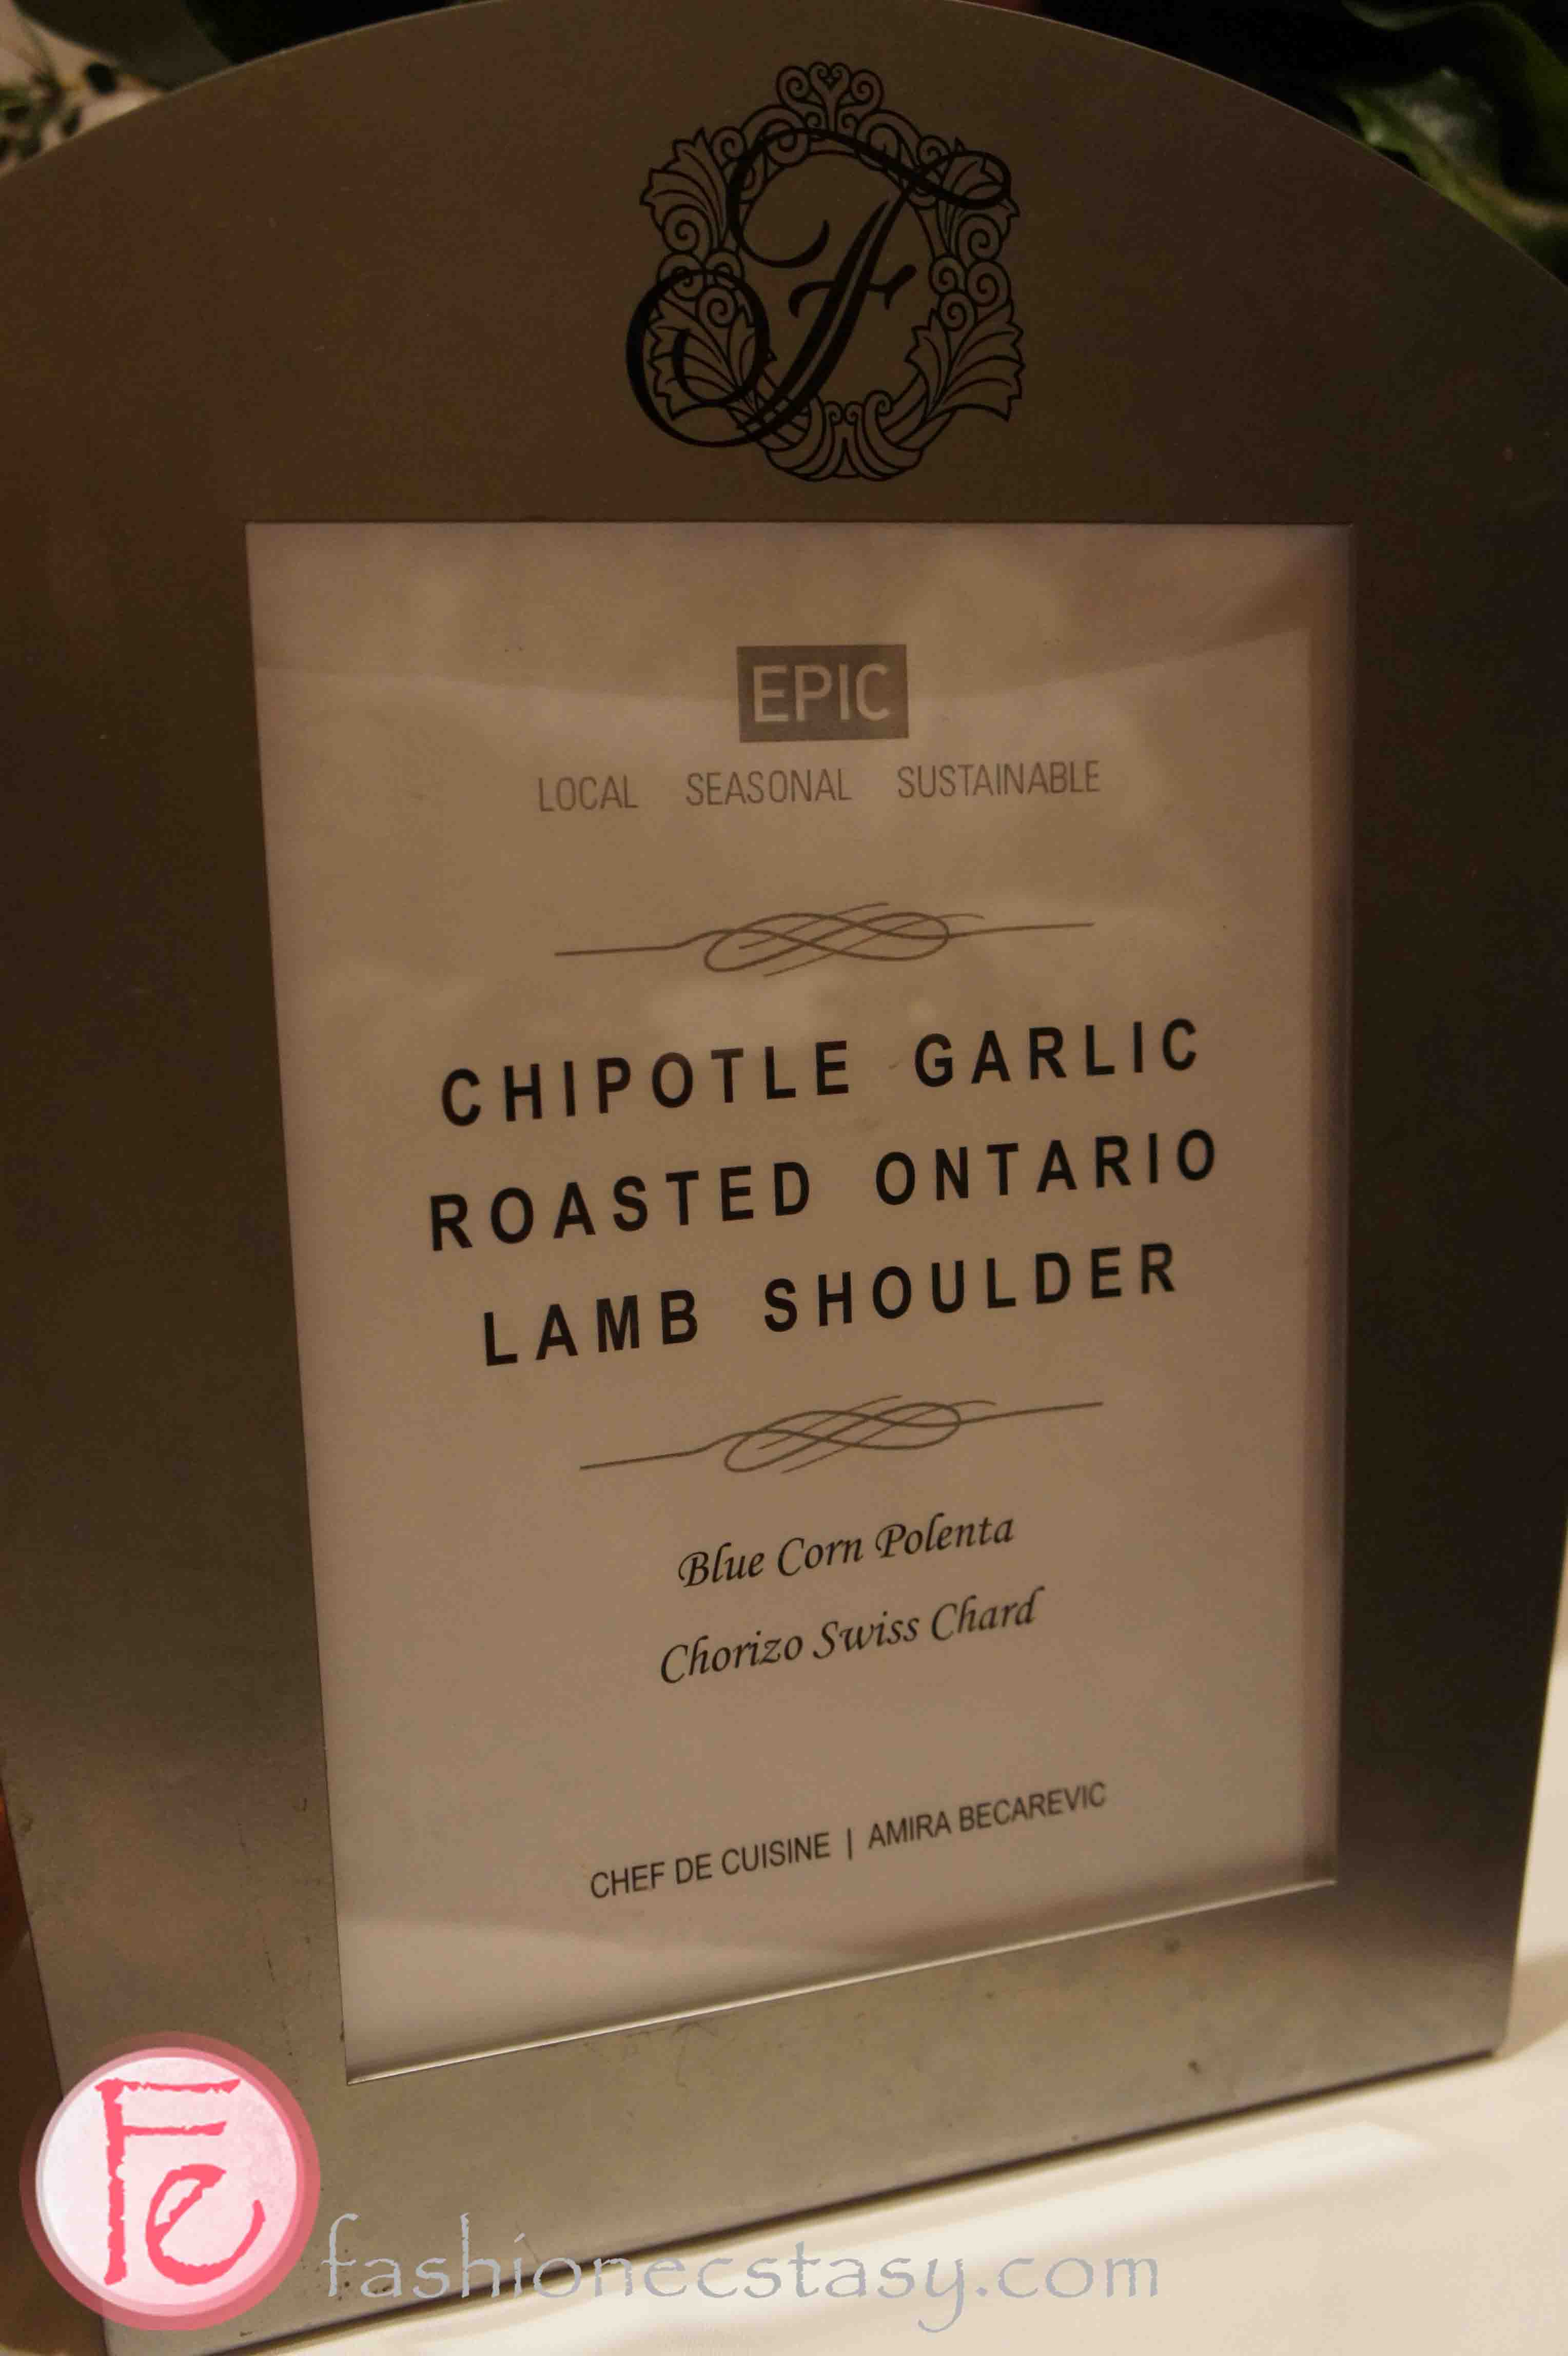 F
EPIC
LOCAL SEASONAL SUSTAINABLE
CHIPOTLE GARLIC
ROASTED ONTARIO
LAMB SHOULDER
Blue Corn Polenta
Chorizo Swiss Chard
CHEF DE CUISINE | AMIRA BECAREVIC
Fe
fashionecstasy.com